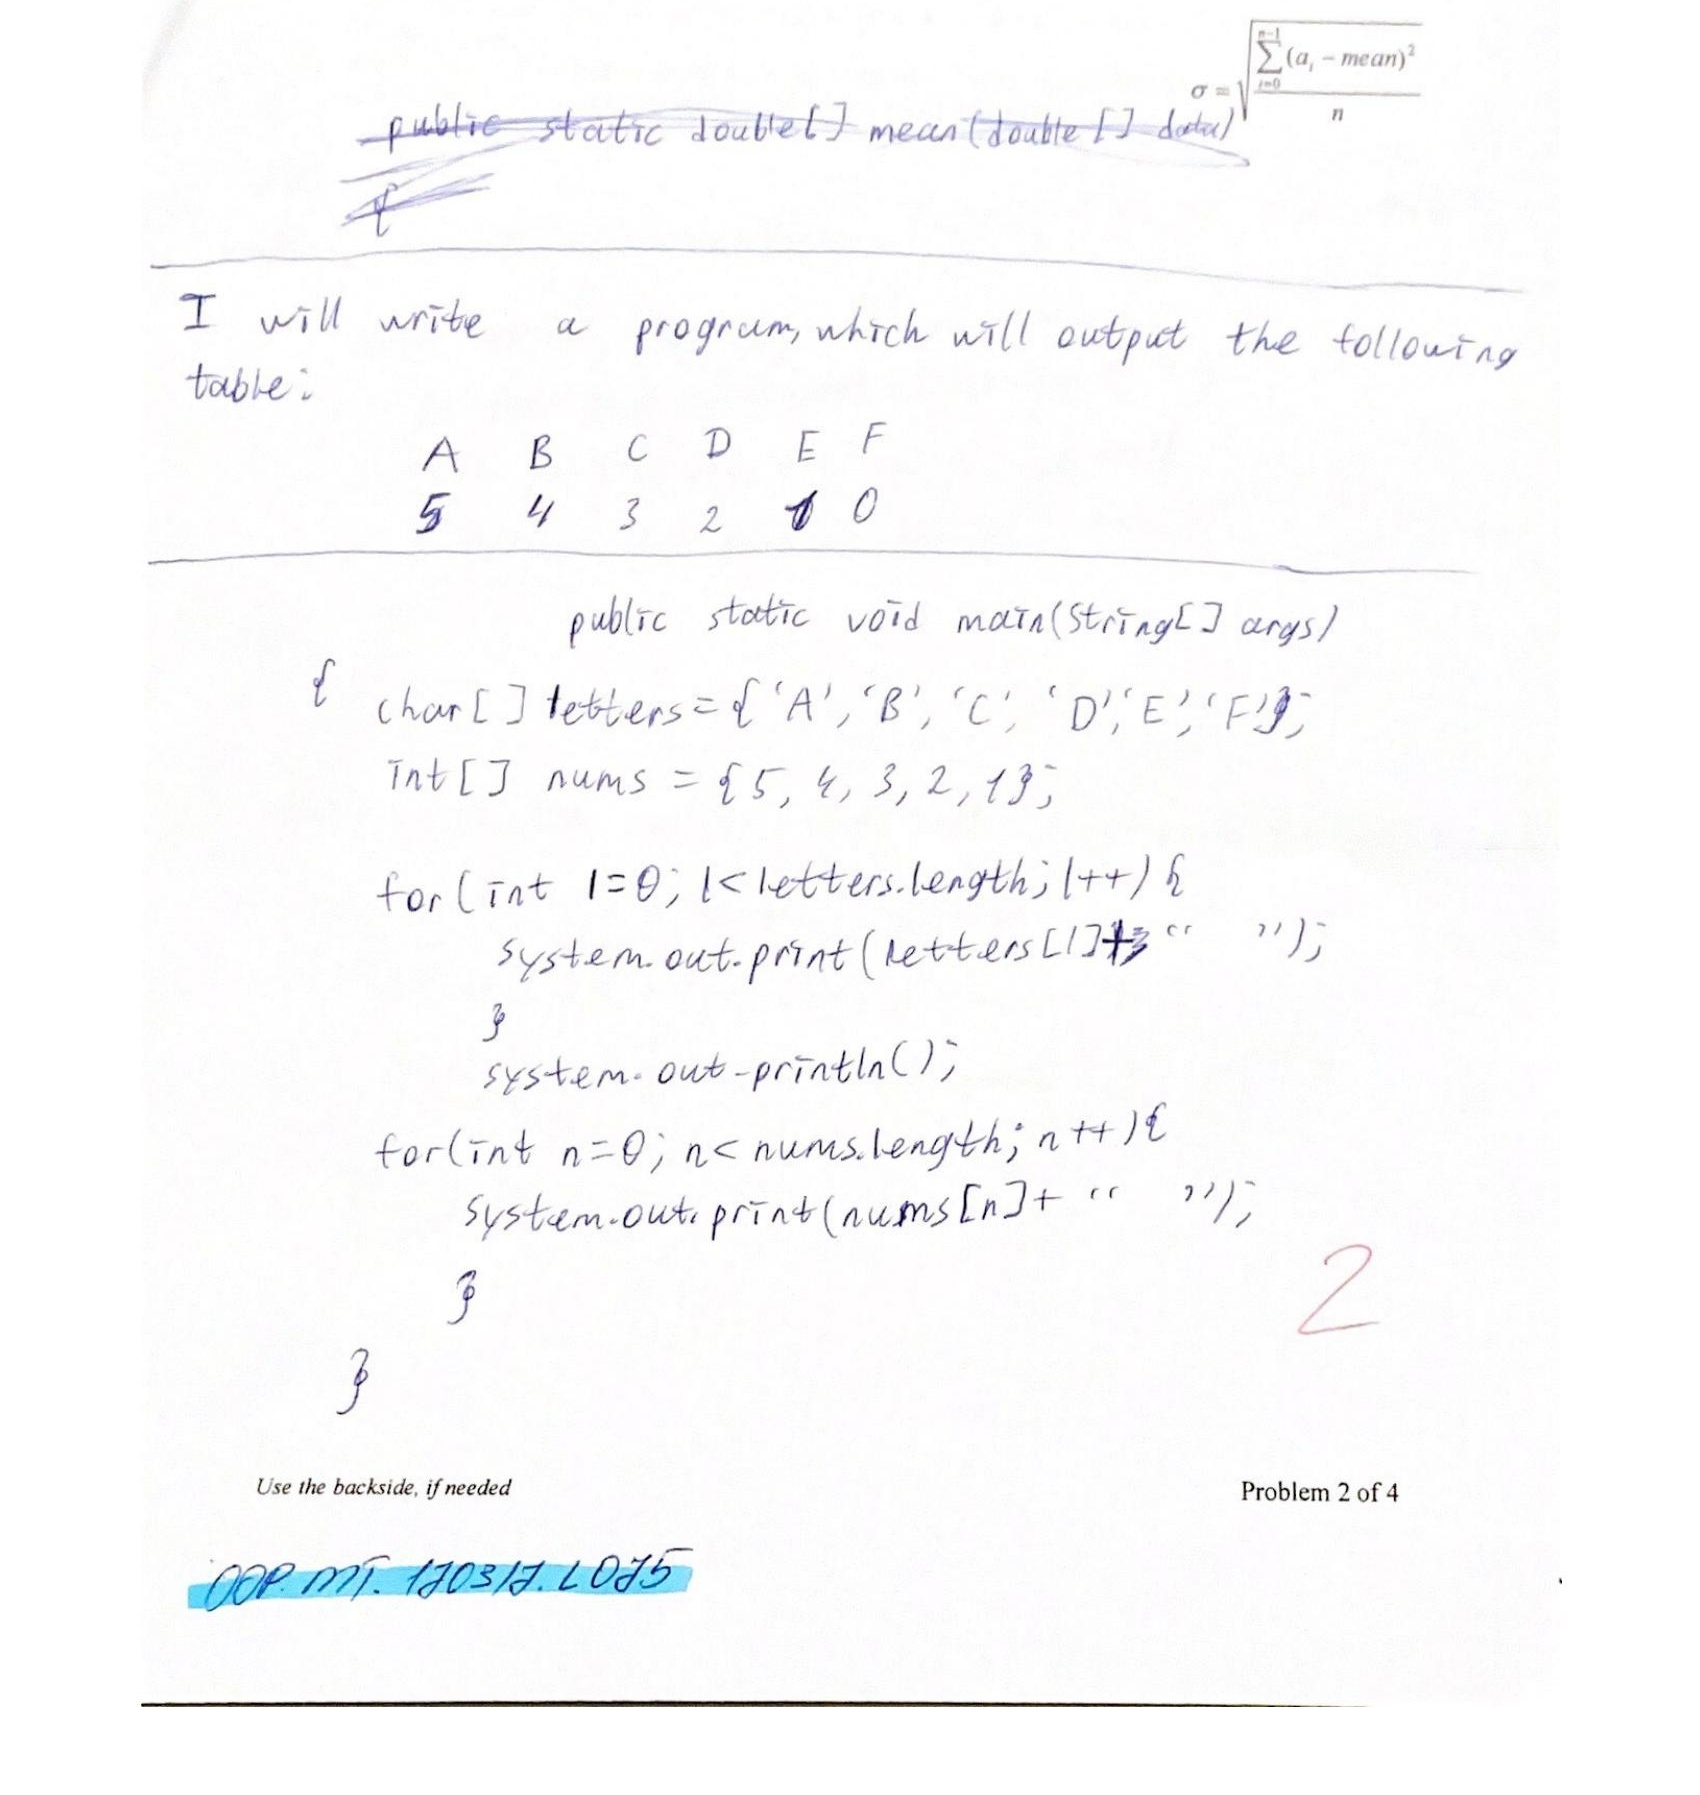 σ = √ n-1 ∑ i=0 (a_i − mean)² / n
public static double[] mean(double [] data)
{
I will write a program, which will output the following
table:
A B C D E F
5 4 3 2 1 0
public static void main(String[] args)
{ char[] letters = {'A', 'B', 'C', 'D', 'E', 'F'};
int[] nums = {5, 4, 3, 2, 1};
for(int l=0; l<letters.length; l++) {
system.out.print(letters[l]+ "   ");
}
system.out.println();
for(int n=0; n< nums.length; n++){
system.out.print(nums[n]+ "   ");
}
}
2
Use the backside, if needed
Problem 2 of 4
OOP. MT. 170317. L075